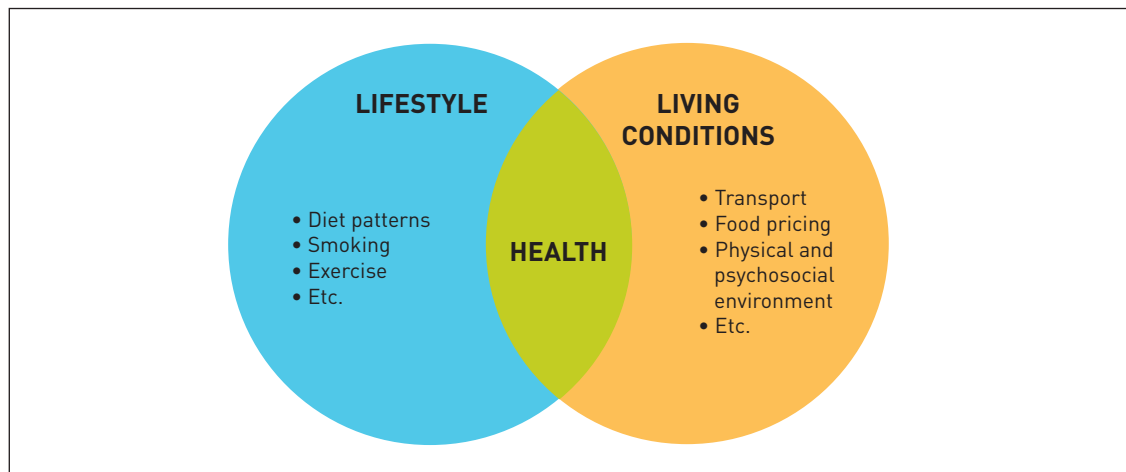 LIFESTYLE
• Diet patterns
• Smoking
• Exercise
• Etc.
HEALTH
LIVING
CONDITIONS
• Transport
• Food pricing
• Physical and
psychosocial
environment
• Etc.